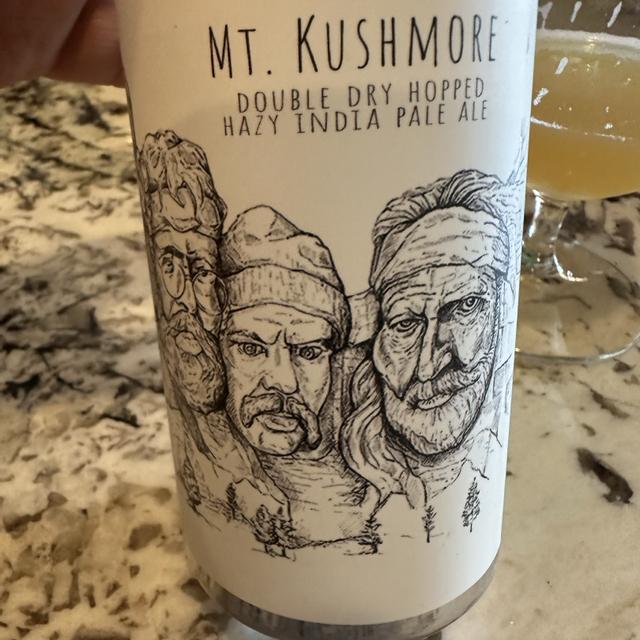 MT. KUSHMORE
DOUBLE DRY HOPPED
HAZY INDIA PALE ALE